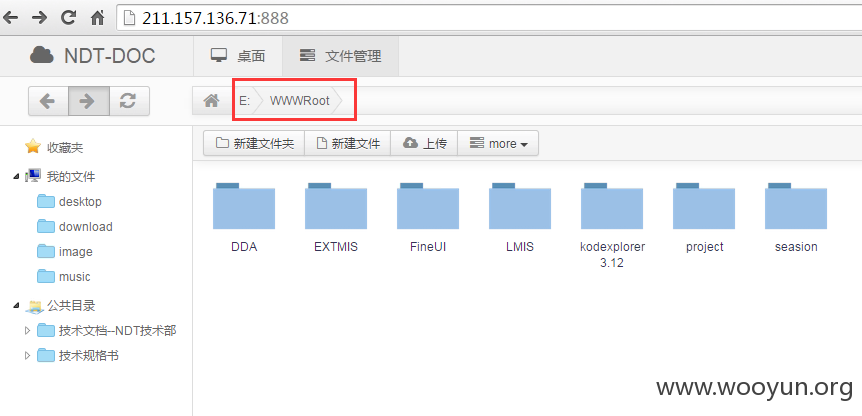 211.157.136.71:888
NDT-DOC 桌面 文件管理
E: WWWRoot
收藏夹
我的文件
desktop
download
image
music
公共目录
技术文档--NDT技术部
技术规格书
新建文件夹 新建文件 上传 more
DDA EXTMIS FineUI LMIS kodexplorer project seasion
3.12
www.wooyun.org